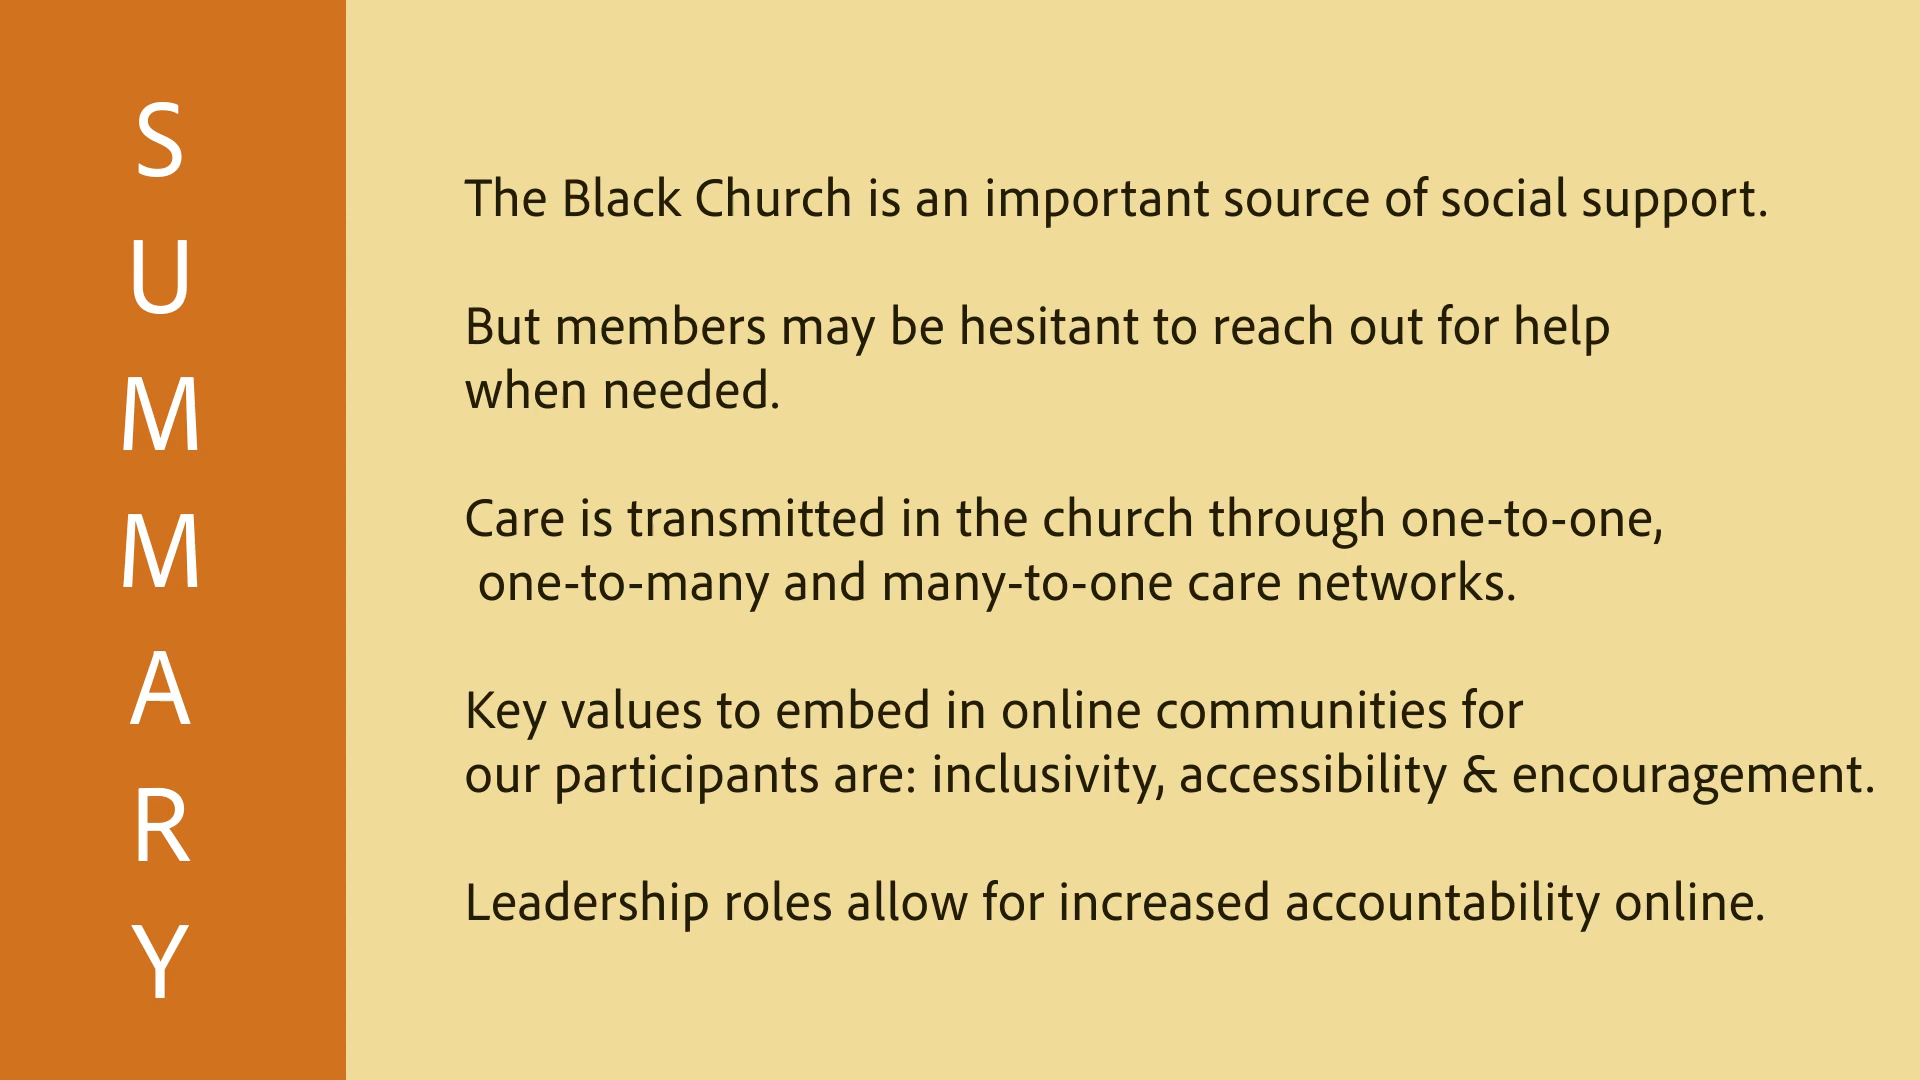 SUMMARY
The Black Church is an important source of social support.
But members may be hesitant to reach out for help
when needed.
Care is transmitted in the church through one-to-one,
one-to-many and many-to-one care networks.
Key values to embed in online communities for
our participants are: inclusivity, accessibility & encouragement.
Leadership roles allow for increased accountability online.